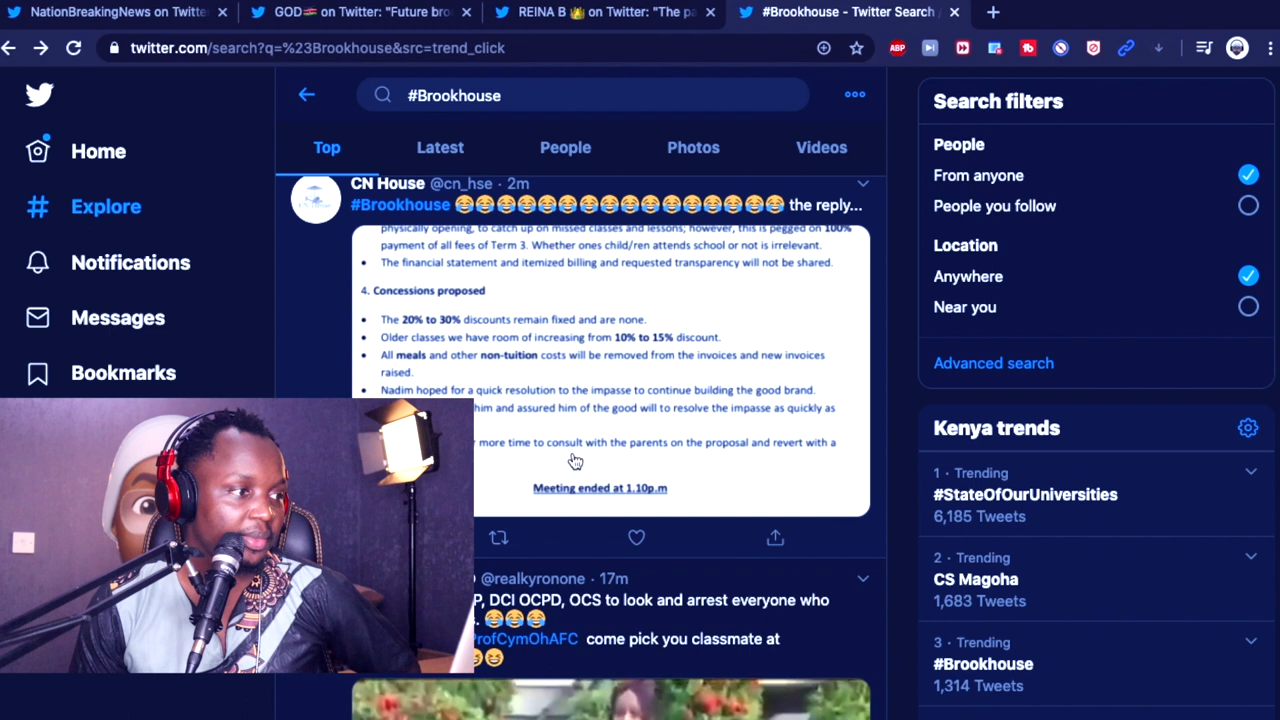 NationBreakingNews on Twitte
GOD🇰🇪 on Twitter: "Future bro
REINA B 👑 on Twitter: "The pa
#Brookhouse - Twitter Search /
twitter.com/search?q=%23Brookhouse&src=trend_click
ABP
#Brookhouse
Top
Latest
People
Photos
Videos
Home
Explore
Notifications
Messages
Bookmarks
CN House @cn_hse · 2m
#Brookhouse 😂😂😂😂😂😂😂😂😂😂😂😂😂😂😂😂 the reply...
CN House
physically opening, to catch up on missed classes and lessons; however, this is pegged on 100%
payment of all fees of Term 3. Whether ones child/ren attends school or not is irrelevant.
• The financial statement and itemized billing and requested transparency will not be shared.
4. Concessions proposed
• The 20% to 30% discounts remain fixed and are none.
• Older classes we have room of increasing from 10% to 15% discount.
• All meals and other non-tuition costs will be removed from the invoices and new invoices
raised.
• Nadim hoped for a quick resolution to the impasse to continue building the good brand.
him and assured him of the good will to resolve the impasse as quickly as
more time to consult with the parents on the proposal and revert with a
Meeting ended at 1.10p.m
@realkyronone · 17m
P, DCI OCPD, OCS to look and arrest everyone who
s. 😂😂😂
rofCymOhAFC come pick you classmate at
😆
Search filters
People
From anyone
People you follow
Location
Anywhere
Near you
Advanced search
Kenya trends
1 · Trending
#StateOfOurUniversities
6,185 Tweets
2 · Trending
CS Magoha
1,683 Tweets
3 · Trending
#Brookhouse
1,314 Tweets